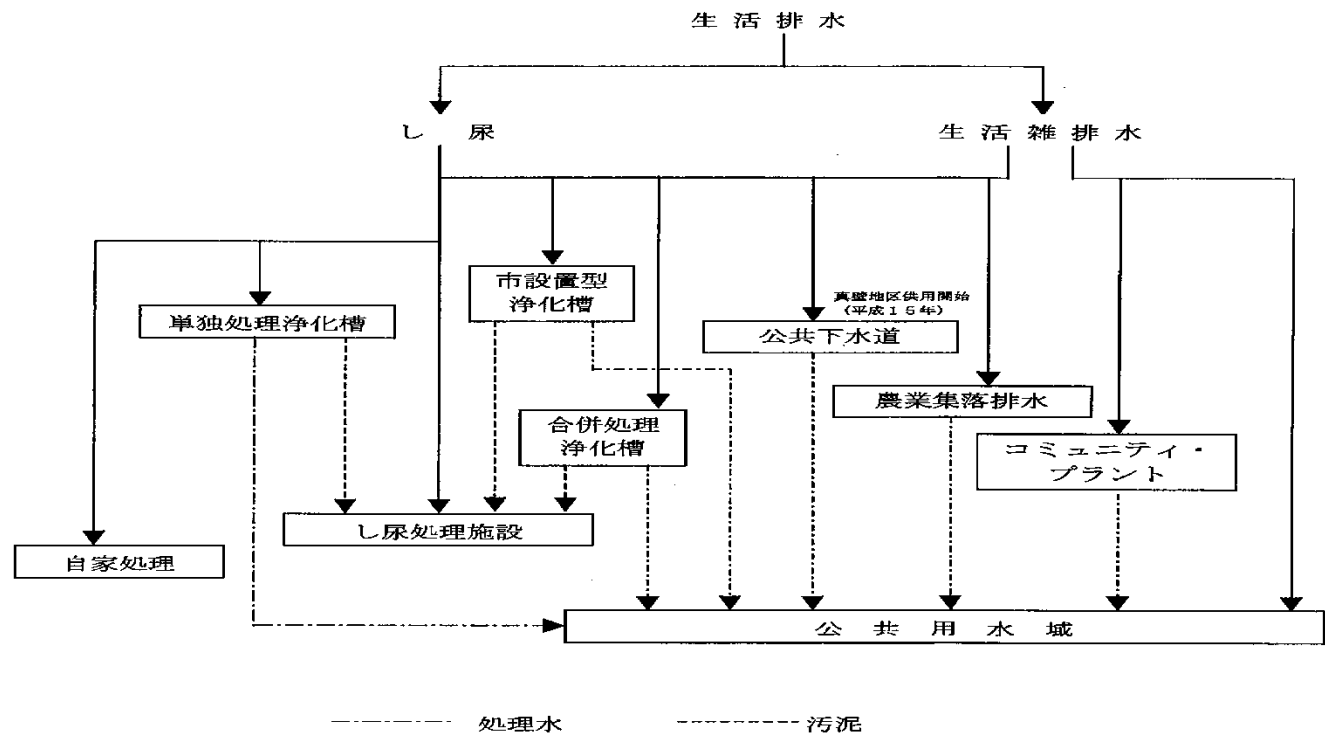 生活排水
し尿
生活雑排水
市設置型
浄化槽
単独処理浄化槽
真壁地区供用開始
(平成15年)
公共下水道
農業集落排水
合併処理
浄化槽
コミュニティ・
プラント
し尿処理施設
自家処理
公共用水域
処理水
汚泥